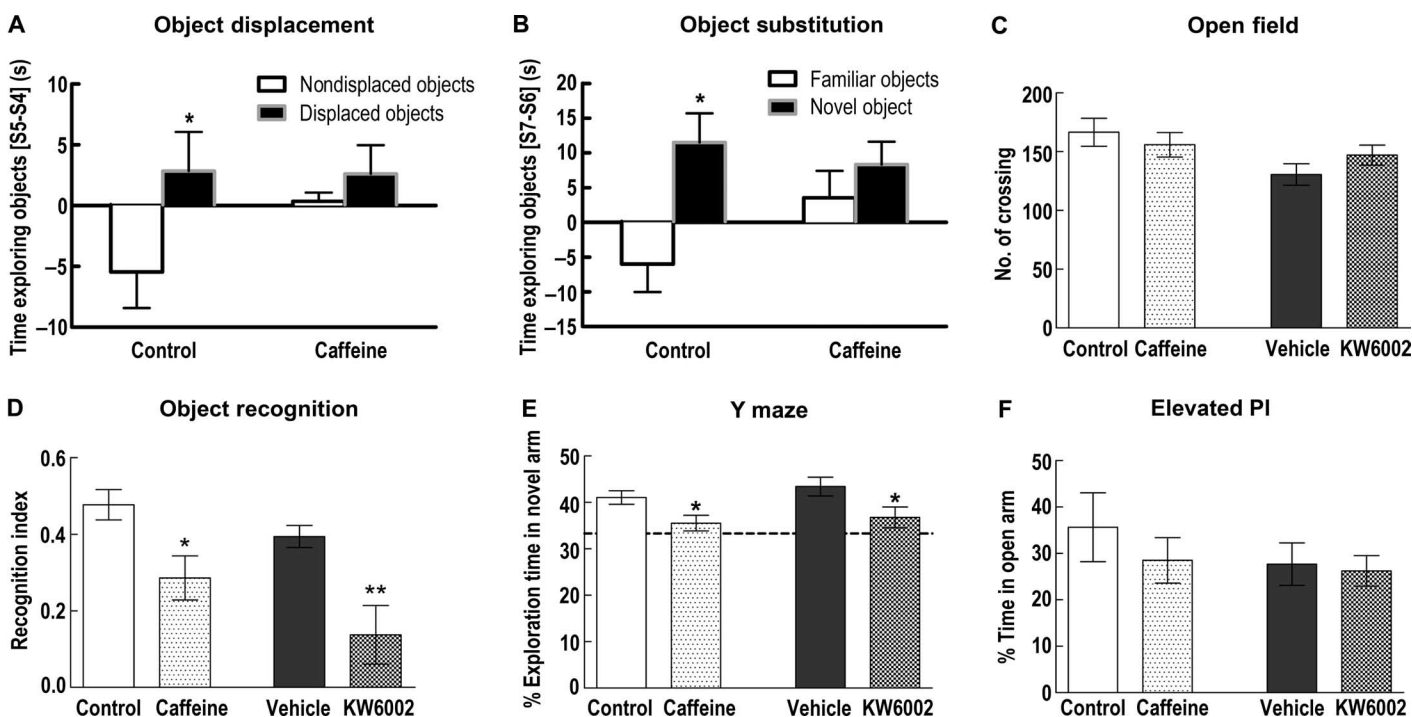 A Object displacement
Time exploring objects [S5-S4] (s)
10
5
0
–5
–10
Nondisplaced objects
Displaced objects
*
Control Caffeine
B Object substitution
Time exploring objects [S7-S6] (s)
20
15
10
5
0
–5
–10
–15
Familiar objects
Novel object
*
Control Caffeine
C Open field
No. of crossing
200
150
100
50
0
Control Caffeine Vehicle KW6002
D Object recognition
Recognition index
0.6
0.4
0.2
0.0
*
**
Control Caffeine Vehicle KW6002
E Y maze
% Exploration time in novel arm
50
40
30
20
10
0
*
*
Control Caffeine Vehicle KW6002
F Elevated PI
% Time in open arm
50
40
30
20
10
0
Control Caffeine Vehicle KW6002